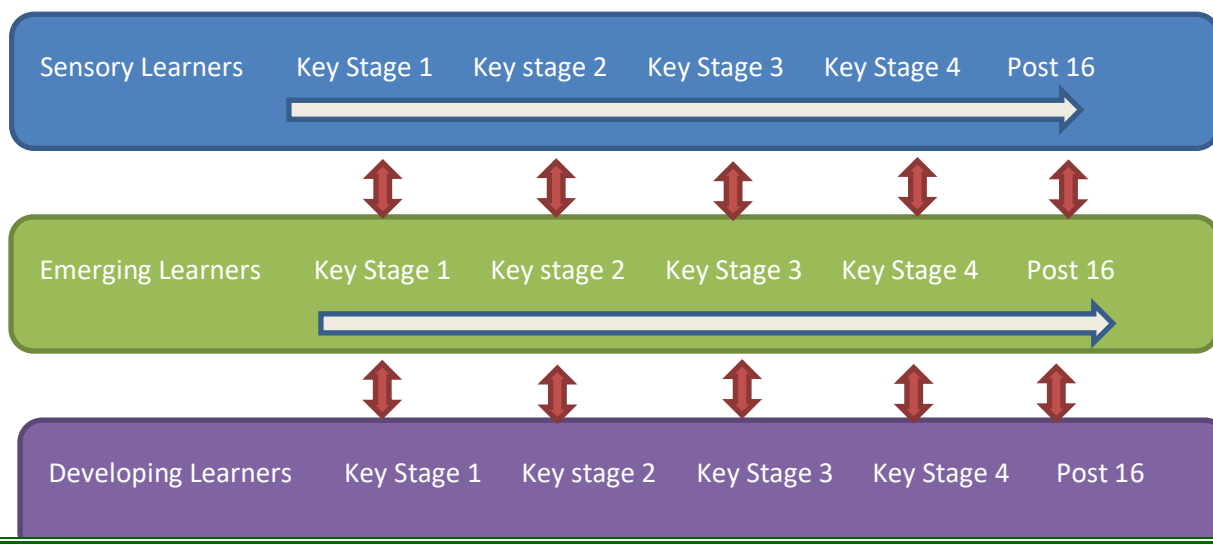 Sensory Learners Key Stage 1 Key stage 2 Key Stage 3 Key Stage 4 Post 16
Emerging Learners Key Stage 1 Key stage 2 Key Stage 3 Key Stage 4 Post 16
Developing Learners Key Stage 1 Key stage 2 Key Stage 3 Key Stage 4 Post 16